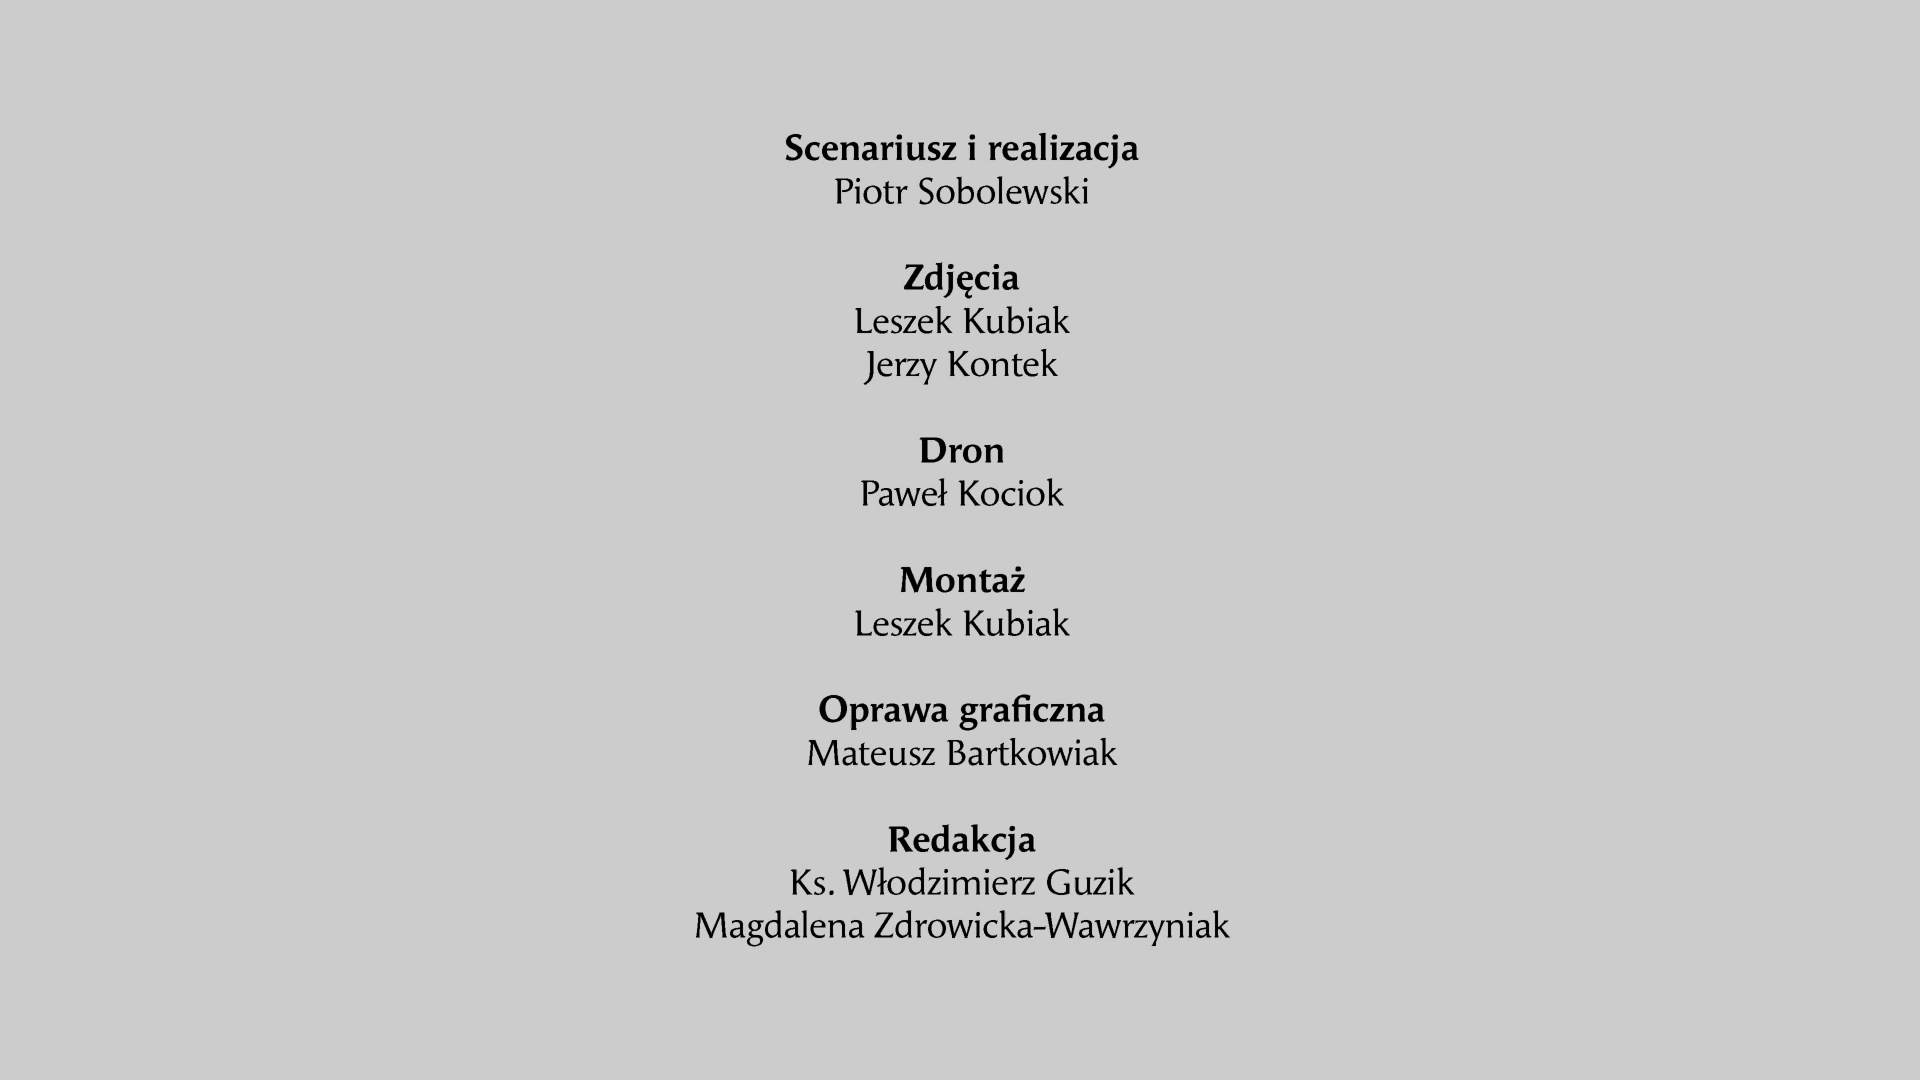 Scenariusz i realizacja
Piotr Sobolewski
Zdjęcia
Leszek Kubiak
Jerzy Kontek
Dron
Paweł Kociok
Montaż
Leszek Kubiak
Oprawa graficzna
Mateusz Bartkowiak
Redakcja
Ks. Włodzimierz Guzik
Magdalena Zdrowicka-Wawrzyniak